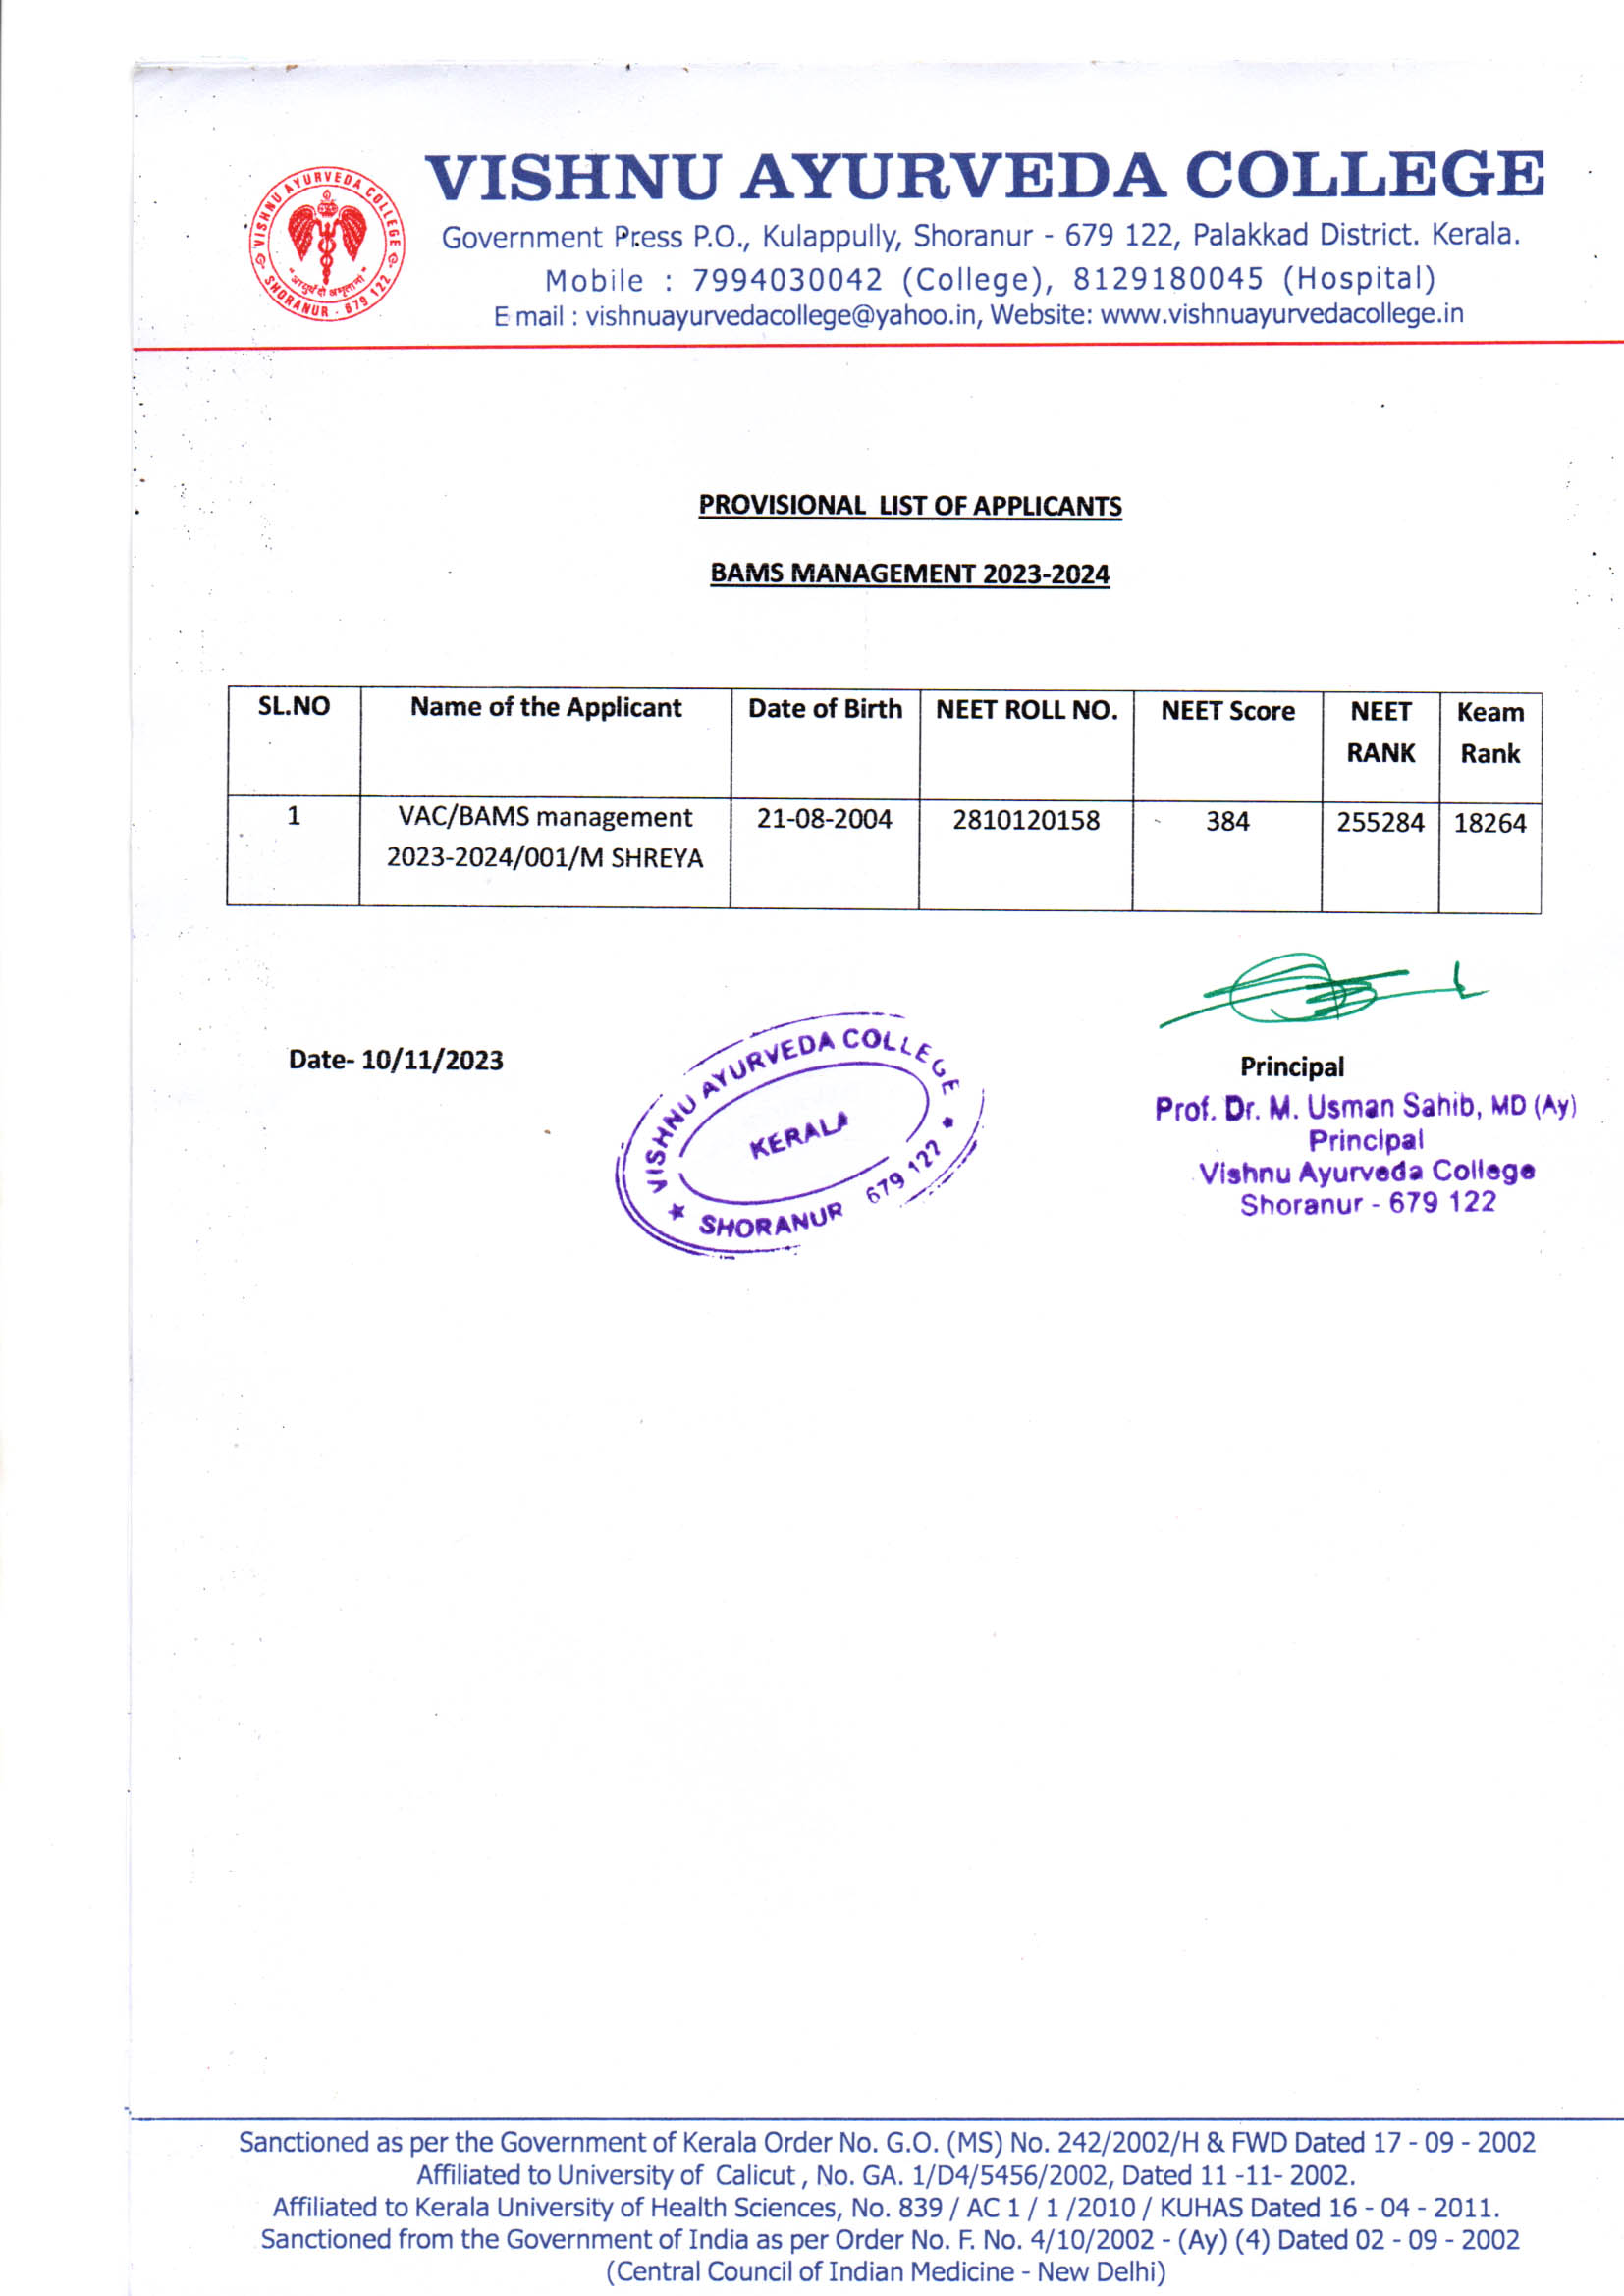 VISHNU AYURVEDA COLLEGE
Government Press P.O., Kulappully, Shoranur - 679 122, Palakkad District. Kerala.
Mobile : 7994030042 (College), 8129180045 (Hospital)
E mail : vishnuayurvedacollege@yahoo.in, Website: www.vishnuayurvedacollege.in
VISHNU AYURVEDA COLLEGE
SHORANUR - 679 122
PROVISIONAL LIST OF APPLICANTS
BAMS MANAGEMENT 2023-2024
SL.NO Name of the Applicant Date of Birth NEET ROLL NO. NEET Score NEET RANK Keam Rank
1 VAC/BAMS management 2023-2024/001/M SHREYA 21-08-2004 2810120158 384 255284 18264
Date- 10/11/2023
VISHNU AYURVEDA COLLEGE
KERALA
SHORANUR 679 122
Principal
Prof. Dr. M. Usman Sahib, MD (Ay)
Principal
Vishnu Ayurveda College
Shoranur - 679 122
Sanctioned as per the Government of Kerala Order No. G.O. (MS) No. 242/2002/H & FWD Dated 17 - 09 - 2002
Affiliated to University of Calicut , No. GA. 1/D4/5456/2002, Dated 11 -11- 2002.
Affiliated to Kerala University of Health Sciences, No. 839 / AC 1 / 1 /2010 / KUHAS Dated 16 - 04 - 2011.
Sanctioned from the Government of India as per Order No. F. No. 4/10/2002 - (Ay) (4) Dated 02 - 09 - 2002
(Central Council of Indian Medicine - New Delhi)